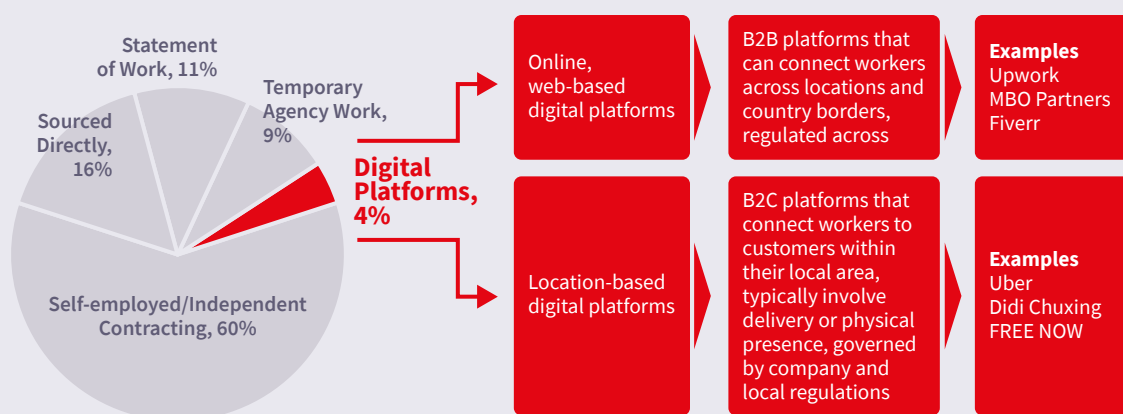 Statement
of Work, 11%
Temporary
Agency Work,
9%
Sourced
Directly,
16%
Digital
Platforms,
4%
Self-employed/Independent
Contracting, 60%
Online,
web-based
digital platforms
B2B platforms that
can connect workers
across locations and
country borders,
regulated across
Examples
Upwork
MBO Partners
Fiverr
Location-based
digital platforms
B2C platforms that
connect workers to
customers within
their local area,
typically involve
delivery or physical
presence, governed
by company and
local regulations
Examples
Uber
Didi Chuxing
FREE NOW